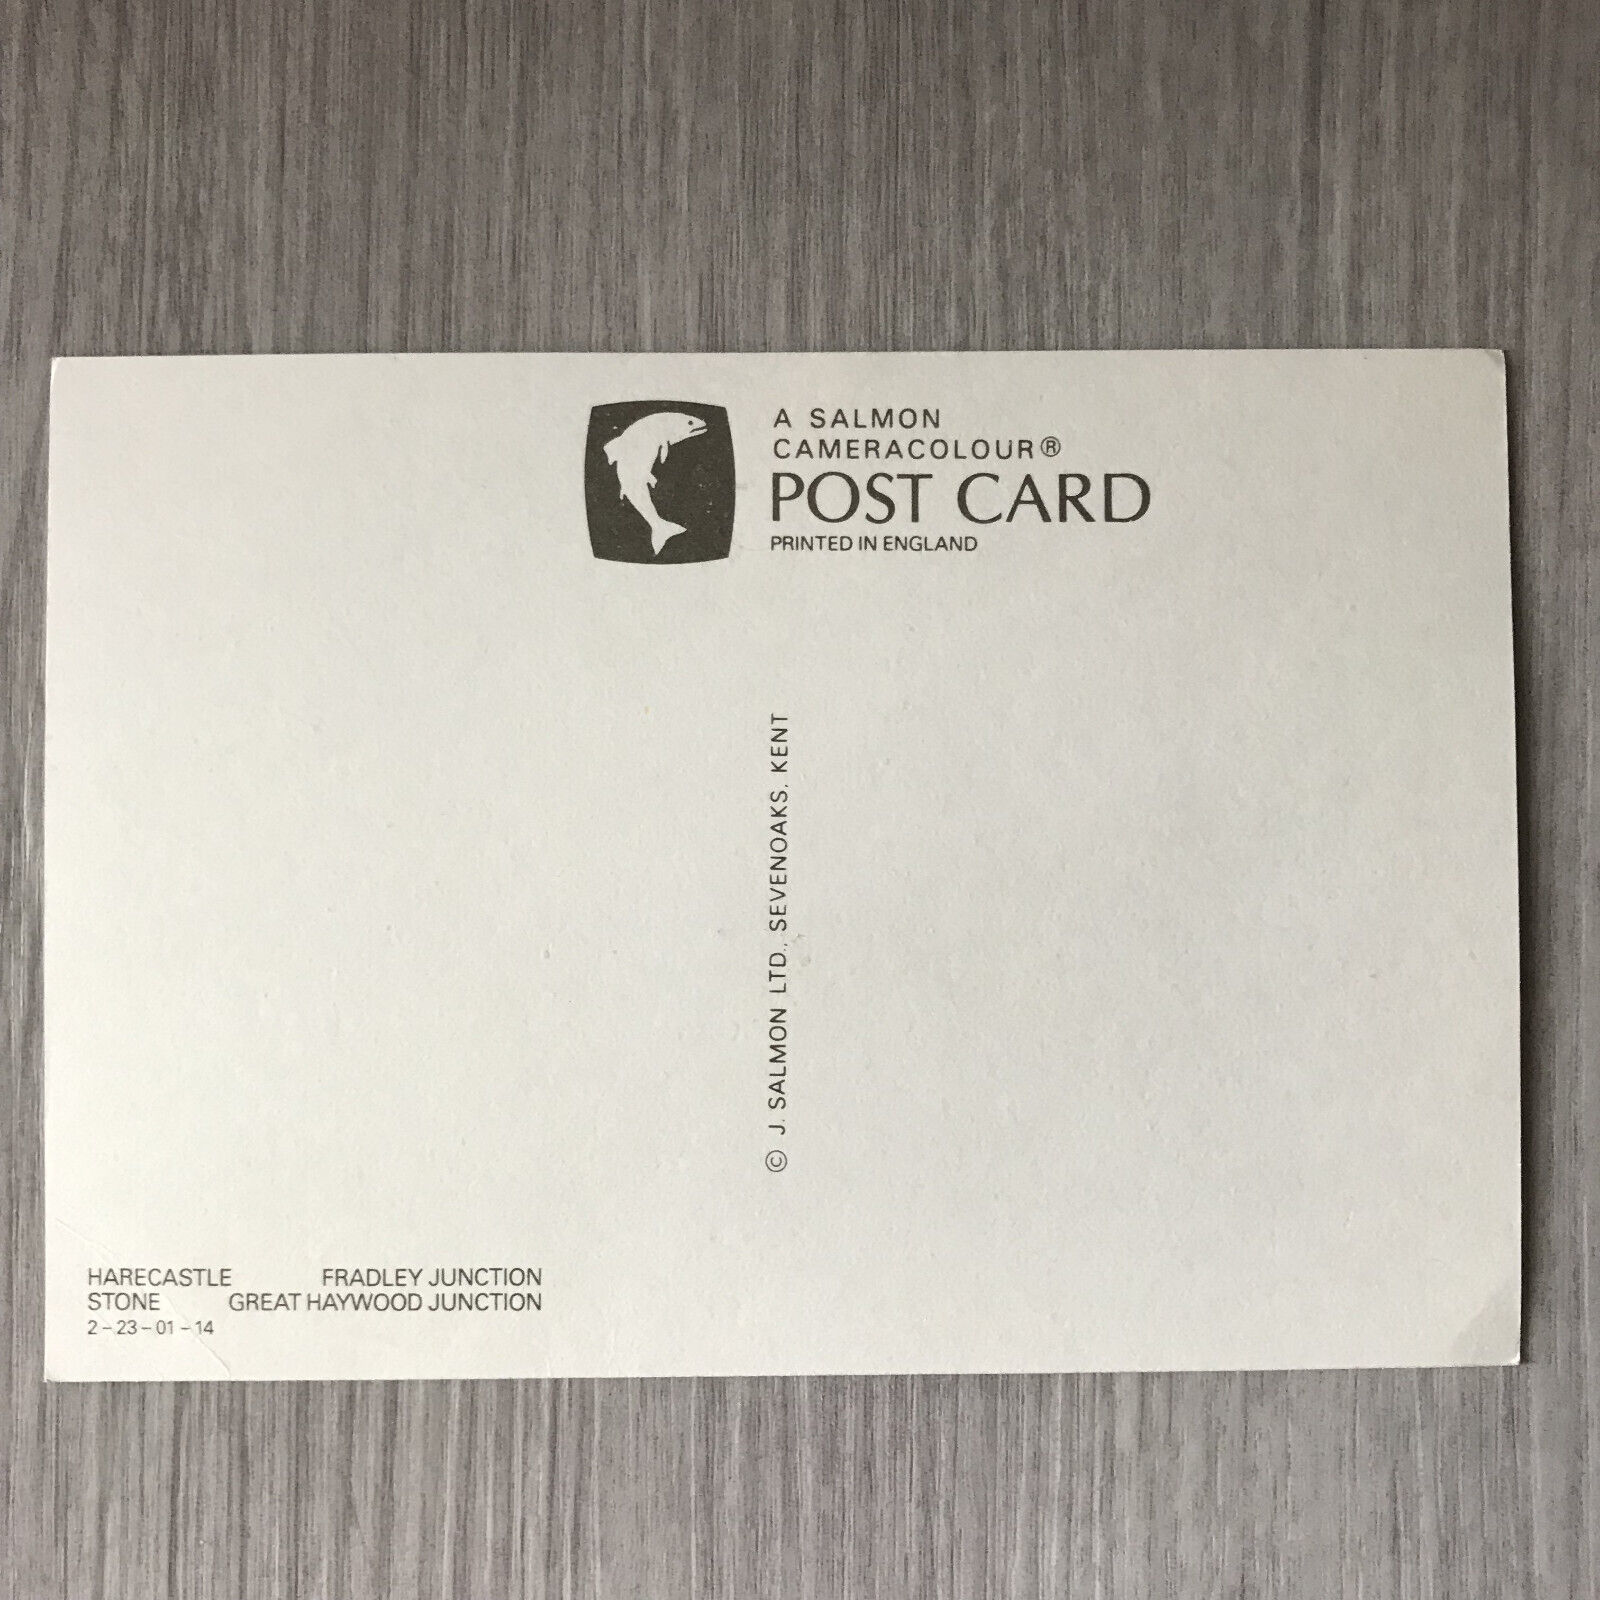 A SALMON
CAMERACOLOUR®
POST CARD
PRINTED IN ENGLAND
© J. SALMON LTD., SEVENOAKS, KENT
HARECASTLE FRADLEY JUNCTION
STONE GREAT HAYWOOD JUNCTION
2-23-01-14